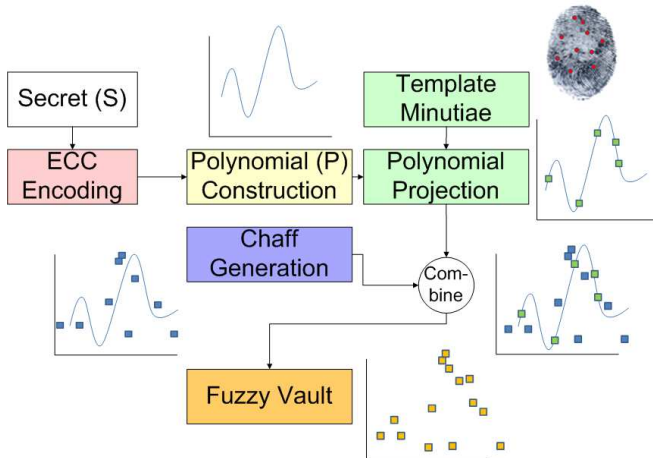 Secret (S)
Template
Minutiae
ECC
Encoding
Polynomial (P)
Construction
Polynomial
Projection
Chaff
Generation
Com-
bine
Fuzzy Vault